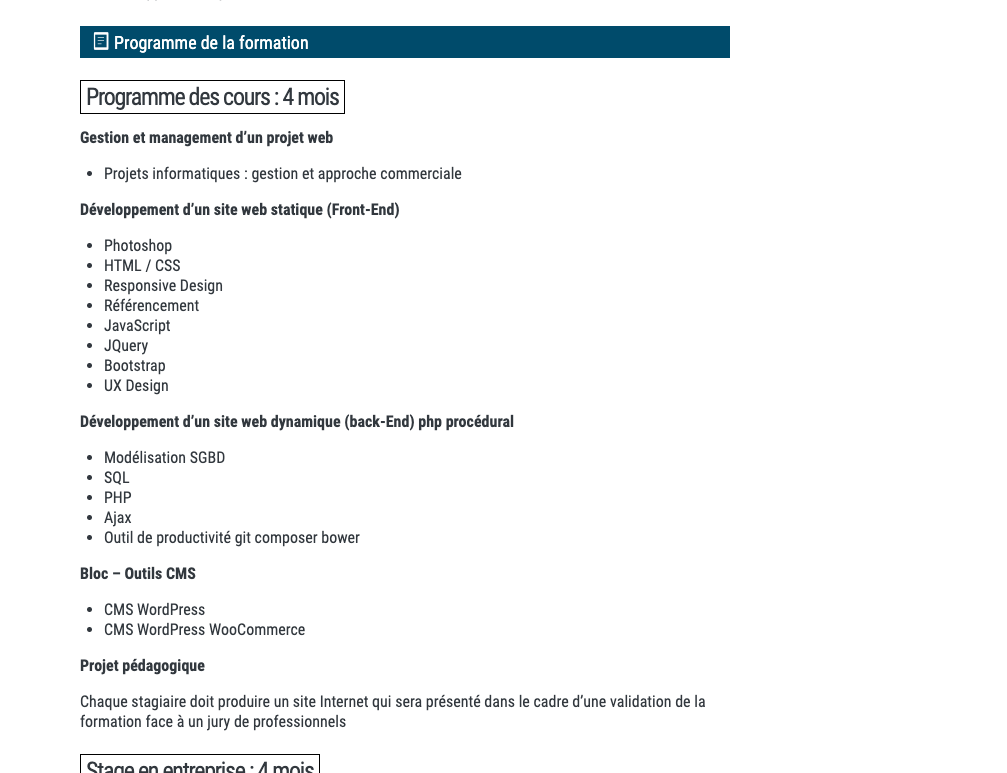 Programme de la formation
Programme des cours : 4 mois
Gestion et management d’un projet web
• Projets informatiques : gestion et approche commerciale
Développement d’un site web statique (Front-End)
• Photoshop
• HTML / CSS
• Responsive Design
• Référencement
• JavaScript
• JQuery
• Bootstrap
• UX Design
Développement d’un site web dynamique (back-End) php procédural
• Modélisation SGBD
• SQL
• PHP
• Ajax
• Outil de productivité git composer bower
Bloc – Outils CMS
• CMS WordPress
• CMS WordPress WooCommerce
Projet pédagogique
Chaque stagiaire doit produire un site Internet qui sera présenté dans le cadre d’une validation de la
formation face à un jury de professionnels
Stage en entreprise : 4 mois